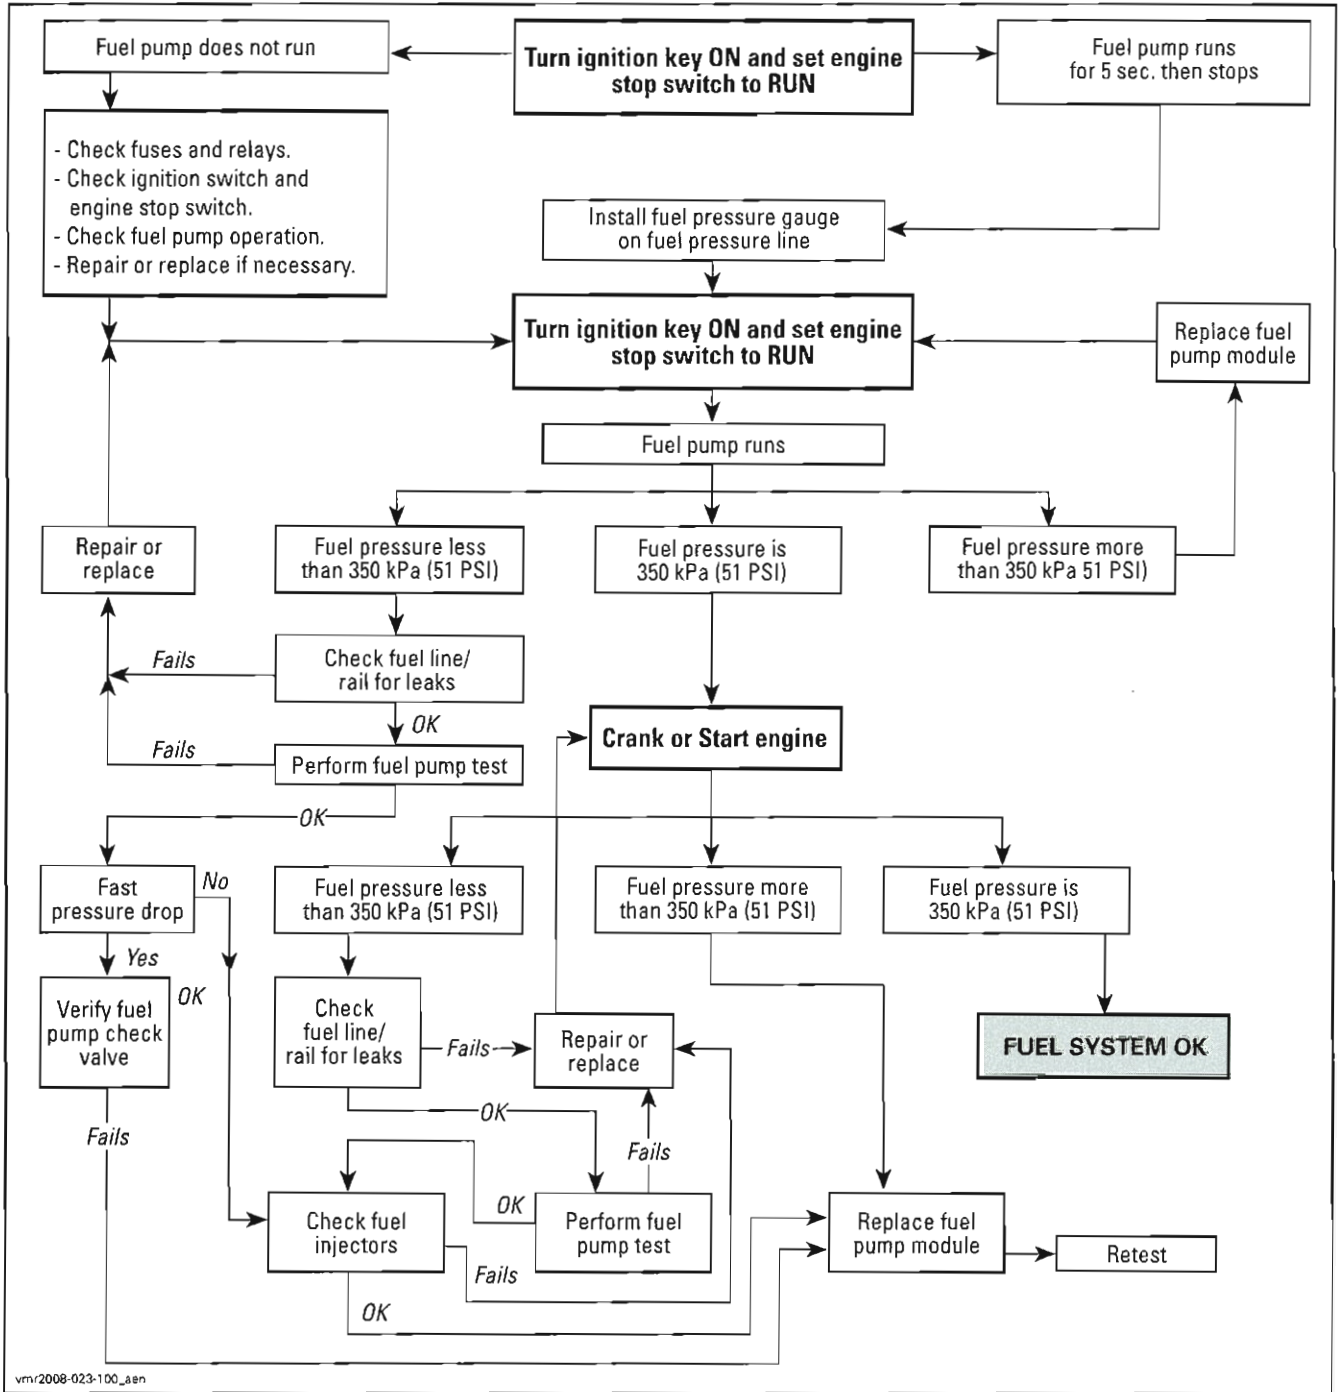 Fuel pump does not run
Turn ignition key ON and set engine
stop switch to RUN
Fuel pump runs
for 5 sec. then stops
- Check fuses and relays.
- Check ignition switch and
engine stop switch.
- Check fuel pump operation.
- Repair or replace if necessary.
Install fuel pressure gauge
on fuel pressure line
Turn ignition key ON and set engine
stop switch to RUN
Replace fuel
pump module
Fuel pump runs
Repair or
replace
Fuel pressure less
than 350 kPa (51 PSI)
Fuel pressure is
350 kPa (51 PSI)
Fuel pressure more
than 350 kPa 51 PSI)
Fails
Check fuel line/
rail for leaks
OK
Crank or Start engine
Fails
Perform fuel pump test
OK
Fast
pressure drop
No
Fuel pressure less
than 350 kPa (51 PSI)
Fuel pressure more
than 350 kPa (51 PSI)
Fuel pressure is
350 kPa (51 PSI)
Yes
OK
Verify fuel
pump check
valve
Check
fuel line/
rail for leaks
Fails
Repair or
replace
FUEL SYSTEM OK
OK
Fails
Fails
Check fuel
injectors
OK
Perform fuel
pump test
Replace fuel
pump module
Retest
Fails
OK
vmr2008-023-100_aen